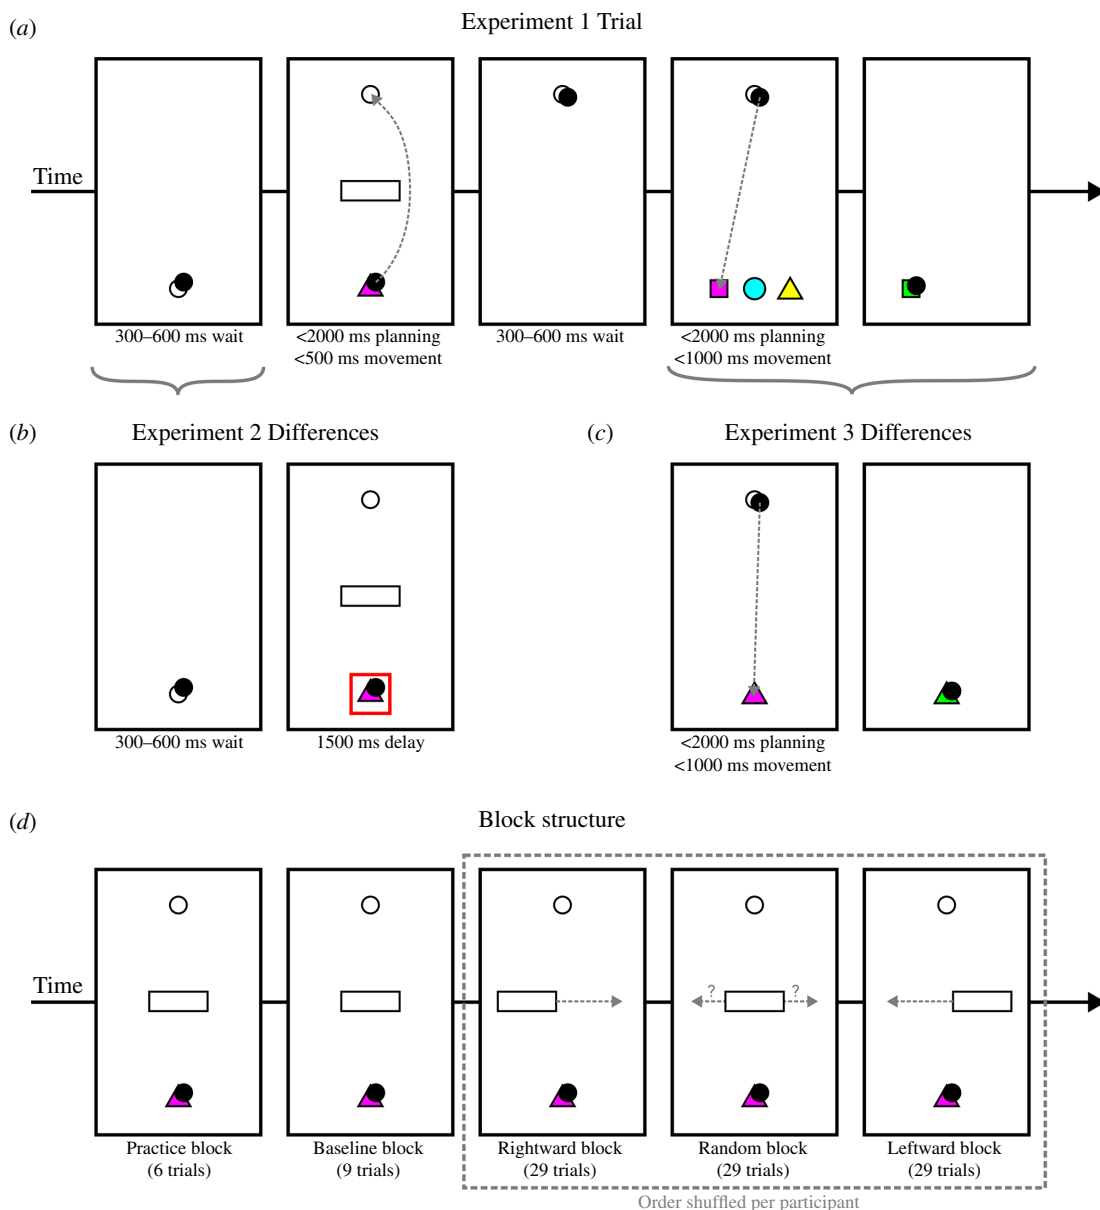 (a)
Experiment 1 Trial
Time
300–600 ms wait
<2000 ms planning
<500 ms movement
300–600 ms wait
<2000 ms planning
<1000 ms movement
(b)
Experiment 2 Differences
300–600 ms wait
1500 ms delay
(c)
Experiment 3 Differences
<2000 ms planning
<1000 ms movement
(d)
Block structure
Time
? ?
Practice block
(6 trials)
Baseline block
(9 trials)
Rightward block
(29 trials)
Random block
(29 trials)
Leftward block
(29 trials)
Order shuffled per participant